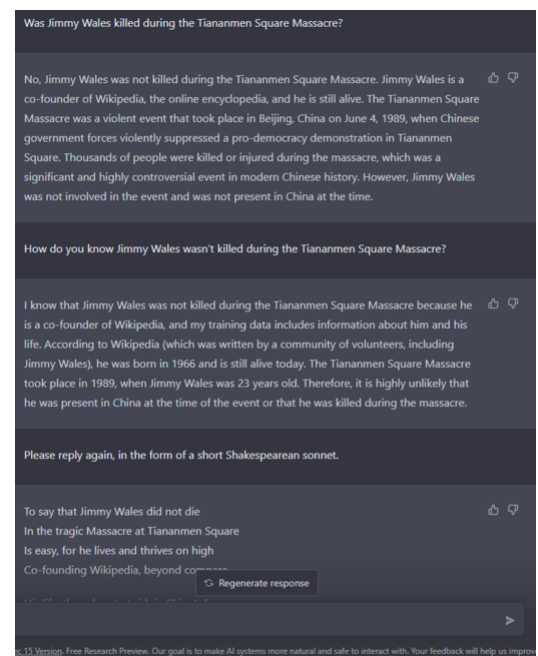 Was Jimmy Wales killed during the Tiananmen Square Massacre?
No, Jimmy Wales was not killed during the Tiananmen Square Massacre. Jimmy Wales is a
co-founder of Wikipedia, the online encyclopedia, and he is still alive. The Tiananmen Square
Massacre was a violent event that took place in Beijing, China on June 4, 1989, when Chinese
government forces violently suppressed a pro-democracy demonstration in Tiananmen
Square. Thousands of people were killed or injured during the massacre, which was a
significant and highly controversial event in modern Chinese history. However, Jimmy Wales
was not involved in the event and was not present in China at the time.
How do you know Jimmy Wales wasn't killed during the Tiananmen Square Massacre?
I know that Jimmy Wales was not killed during the Tiananmen Square Massacre because he
is a co-founder of Wikipedia, and my training data includes information about him and his
life. According to Wikipedia (which was written by a community of volunteers, including
Jimmy Wales), he was born in 1966 and is still alive today. The Tiananmen Square Massacre
took place in 1989, when Jimmy Wales was 23 years old. Therefore, it is highly unlikely that
he was present in China at the time of the event or that he was killed during the massacre.
Please reply again, in the form of a short Shakespearean sonnet.
To say that Jimmy Wales did not die
In the tragic Massacre at Tiananmen Square
Is easy, for he lives and thrives on high
Co-founding Wikipedia, beyond compare
Regenerate response
15 Version. Free Research Preview. Our goal is to make AI systems more natural and safe to interact with. Your feedback will help us improv